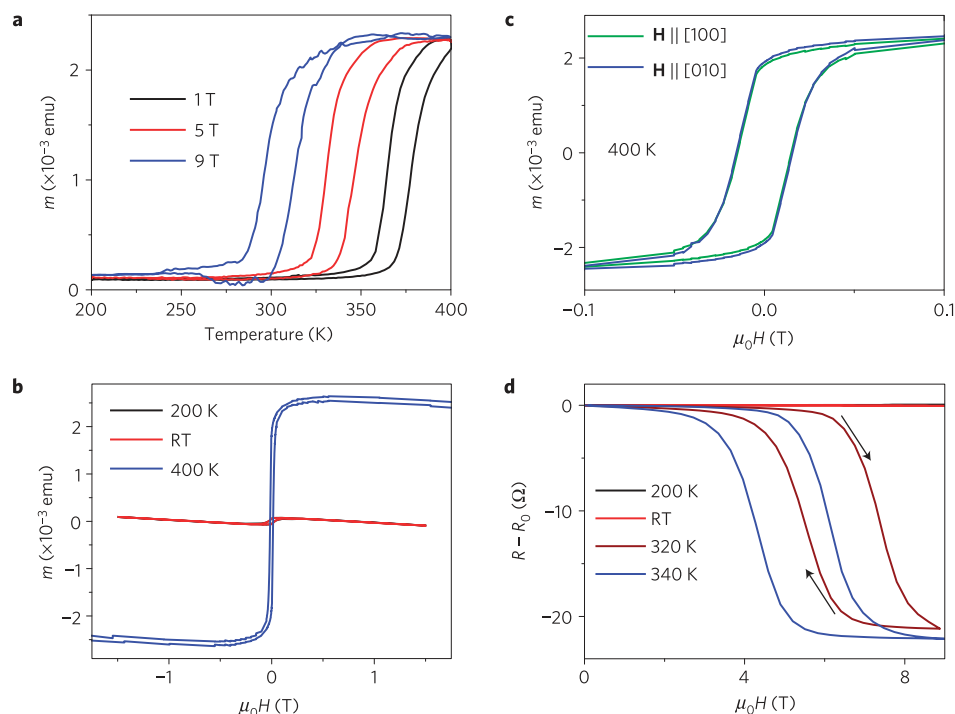 a
m (×10⁻³ emu)
2
1
0
1 T
5 T
9 T
200 250 300 350 400
Temperature (K)
c
m (×10⁻³ emu)
2
0
−2
H || [100]
H || [010]
400 K
−0.1 0.0 0.1
μ₀H (T)
b
m (×10⁻³ emu)
2
1
0
−1
−2
200 K
RT
400 K
−1 0 1
μ₀H (T)
d
R − R₀ (Ω)
0
−10
−20
200 K
RT
320 K
340 K
0 4 8
μ₀H (T)